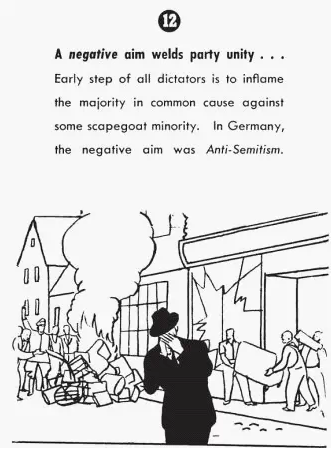 12
A negative aim welds party unity . . .
Early step of all dictators is to inflame
the majority in common cause against
some scapegoat minority. In Germany,
the negative aim was Anti-Semitism.